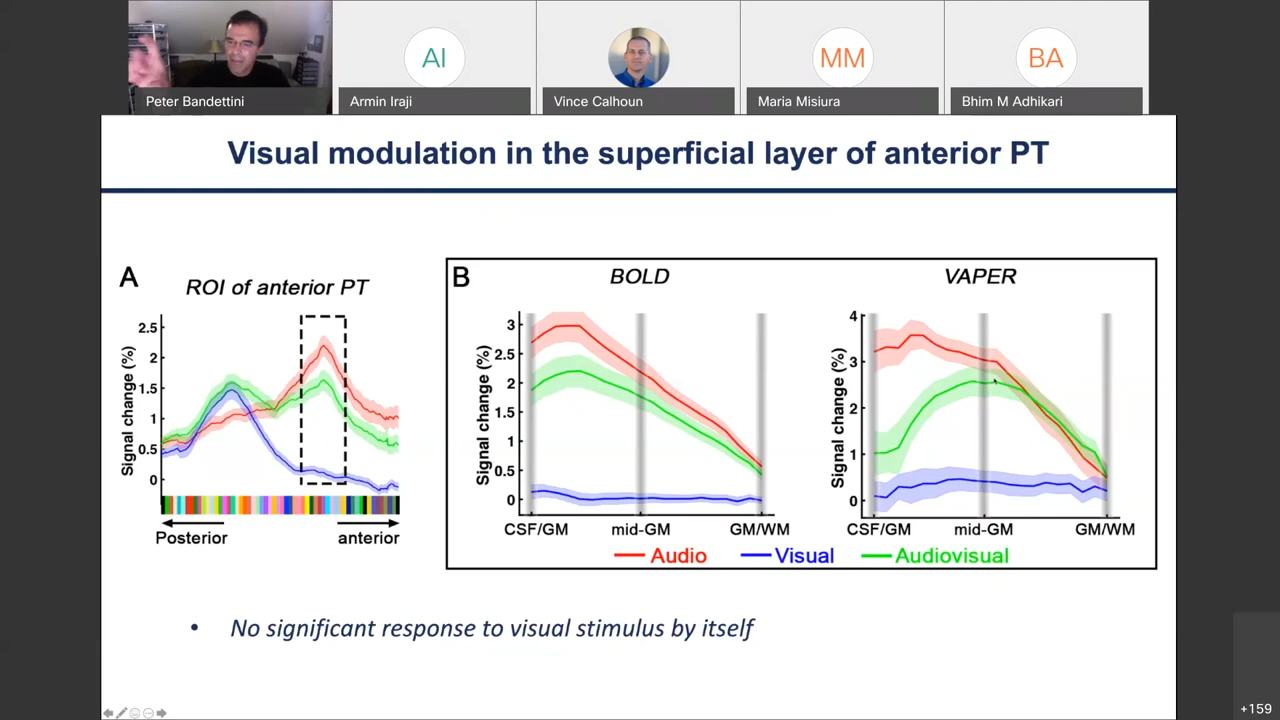 AI
MM
BA
Peter Bandettini
Armin Iraji
Vince Calhoun
Maria Misiura
Bhim M Adhikari
Visual modulation in the superficial layer of anterior PT
A
ROI of anterior PT
Signal change (%)
2.5
2
1.5
1
0.5
0
Posterior
anterior
B
BOLD
Signal change (%)
3
2.5
2
1.5
1
0.5
0
CSF/GM
mid-GM
GM/WM
VAPER
Signal change (%)
4
3
2
1
0
CSF/GM
mid-GM
GM/WM
Audio
Visual
Audiovisual
• No significant response to visual stimulus by itself
+159